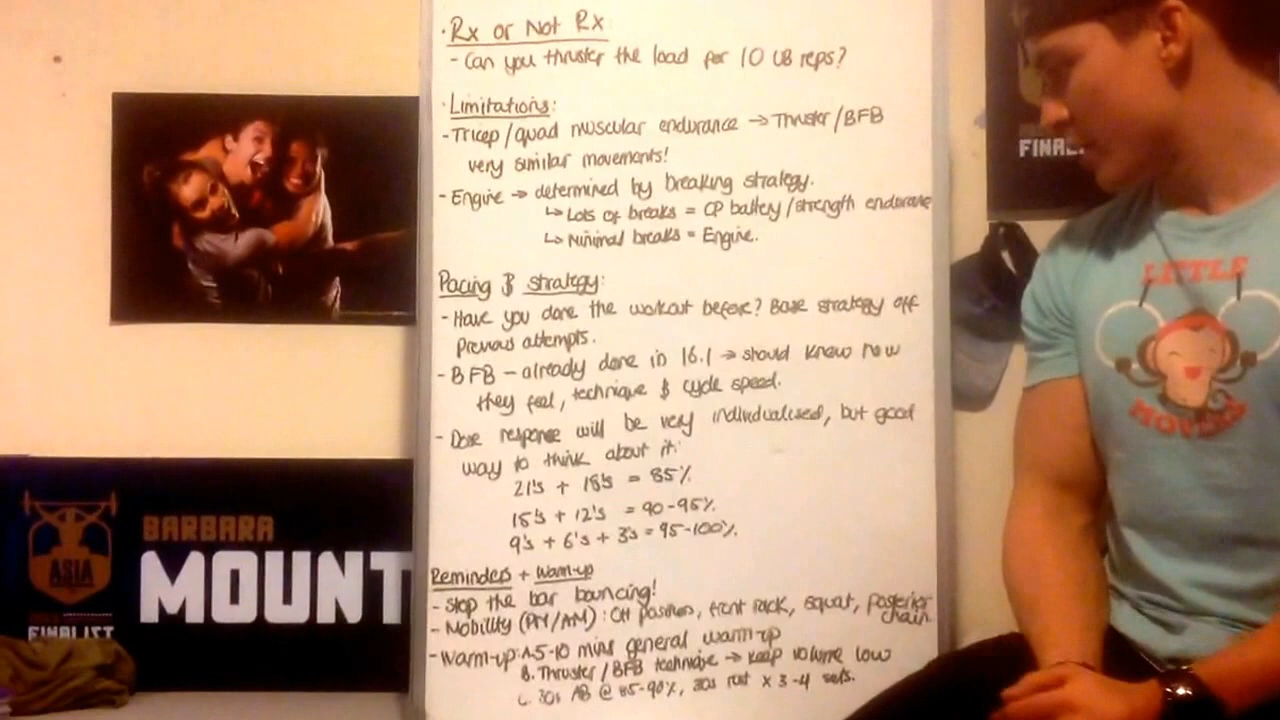 · Rx or Not Rx
- Can you thruster the load for 10 UB reps?
· Limitations:
- Tricep/quad muscular endurance → Thruster/BFB
very similar movements!
- Engine → determined by breaking strategy.
↳ Lots of breaks = CP battery/strength endurance
↳ Minimal breaks = Engine.
Pacing & strategy:
- Have you done the workout before? Base strategy off
previous attempts.
- BFB - already done in 16.1 → should know how
they feel, technique & cycle speed.
- Dose response will be very individualised, but good
way to think about it:
21's + 18's = 85%
15's + 12's = 90-95%.
9's + 6's + 3's = 95-100%.
Reminders + Warm-up
- Stop the bar bouncing!
- Mobility (PM/AM): OH position, front rack, squat, posterior
chain
- Warm-up: A. 5-10 mins general warm-up
B. Thruster/BFB technique → keep volume low
C. 30s AB @ 85-90%, 30s rest x 3-4 sets.
BARBARA
MOUNT
ASIA
FINALIST
FINAL
LITTLE